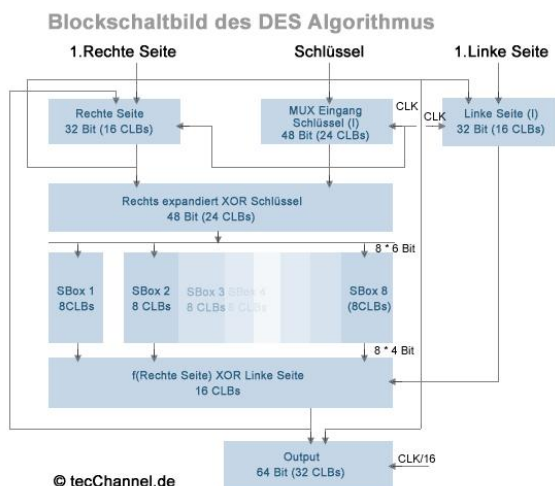 Blockschaltbild des DES Algorithmus
1.Rechte Seite
Schlüssel
1.Linke Seite
Rechte Seite
32 Bit (16 CLBs)
MUX Eingang
Schlüssel (I)
48 Bit (24 CLBs)
CLK
CLK
Linke Seite (I)
32 Bit (16 CLBs)
Rechts expandiert XOR Schlüssel
48 Bit (24 CLBs)
8 * 6 Bit
SBox 1
8CLBs
SBox 2
8 CLBs
SBox 3
8 CLBs
SBox 4
8 CLBs
SBox 8
(8CLBs)
8 * 4 Bit
f(Rechte Seite) XOR Linke Seite
16 CLBs
Output
64 Bit (32 CLBs)
CLK/16
© tecChannel.de